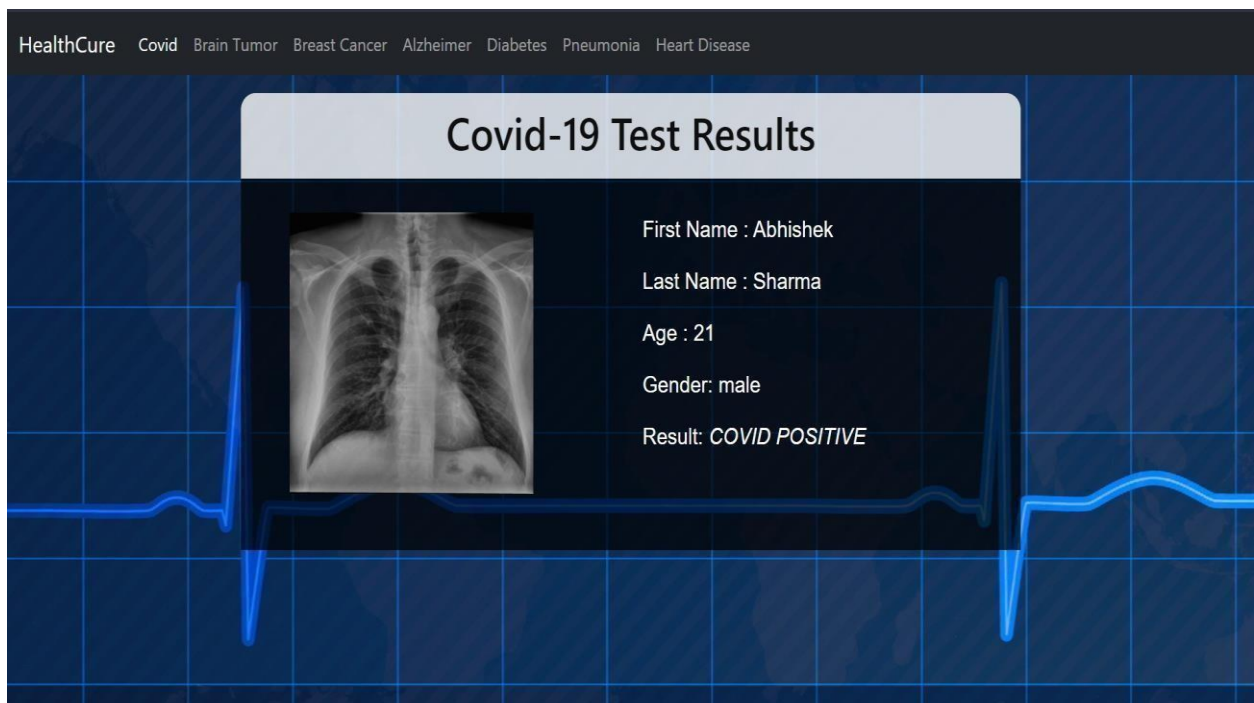 HealthCure Covid Brain Tumor Breast Cancer Alzheimer Diabetes Pneumonia Heart Disease
Covid-19 Test Results
First Name : Abhishek
Last Name : Sharma
Age : 21
Gender: male
Result: COVID POSITIVE